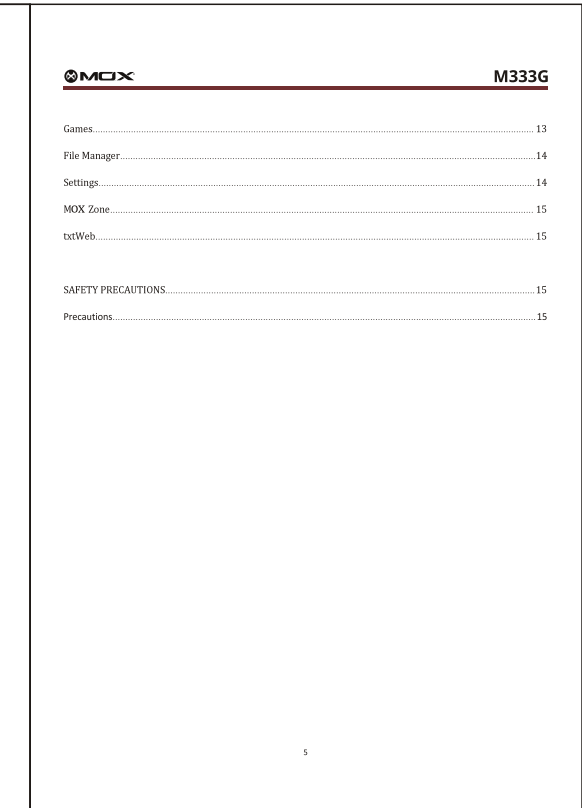 MOX
M333G
Games........ 13
File Manager........ 14
Settings........ 14
MOX Zone........ 15
txtWeb........ 15
SAFETY PRECAUTIONS........ 15
Precautions........ 15
5